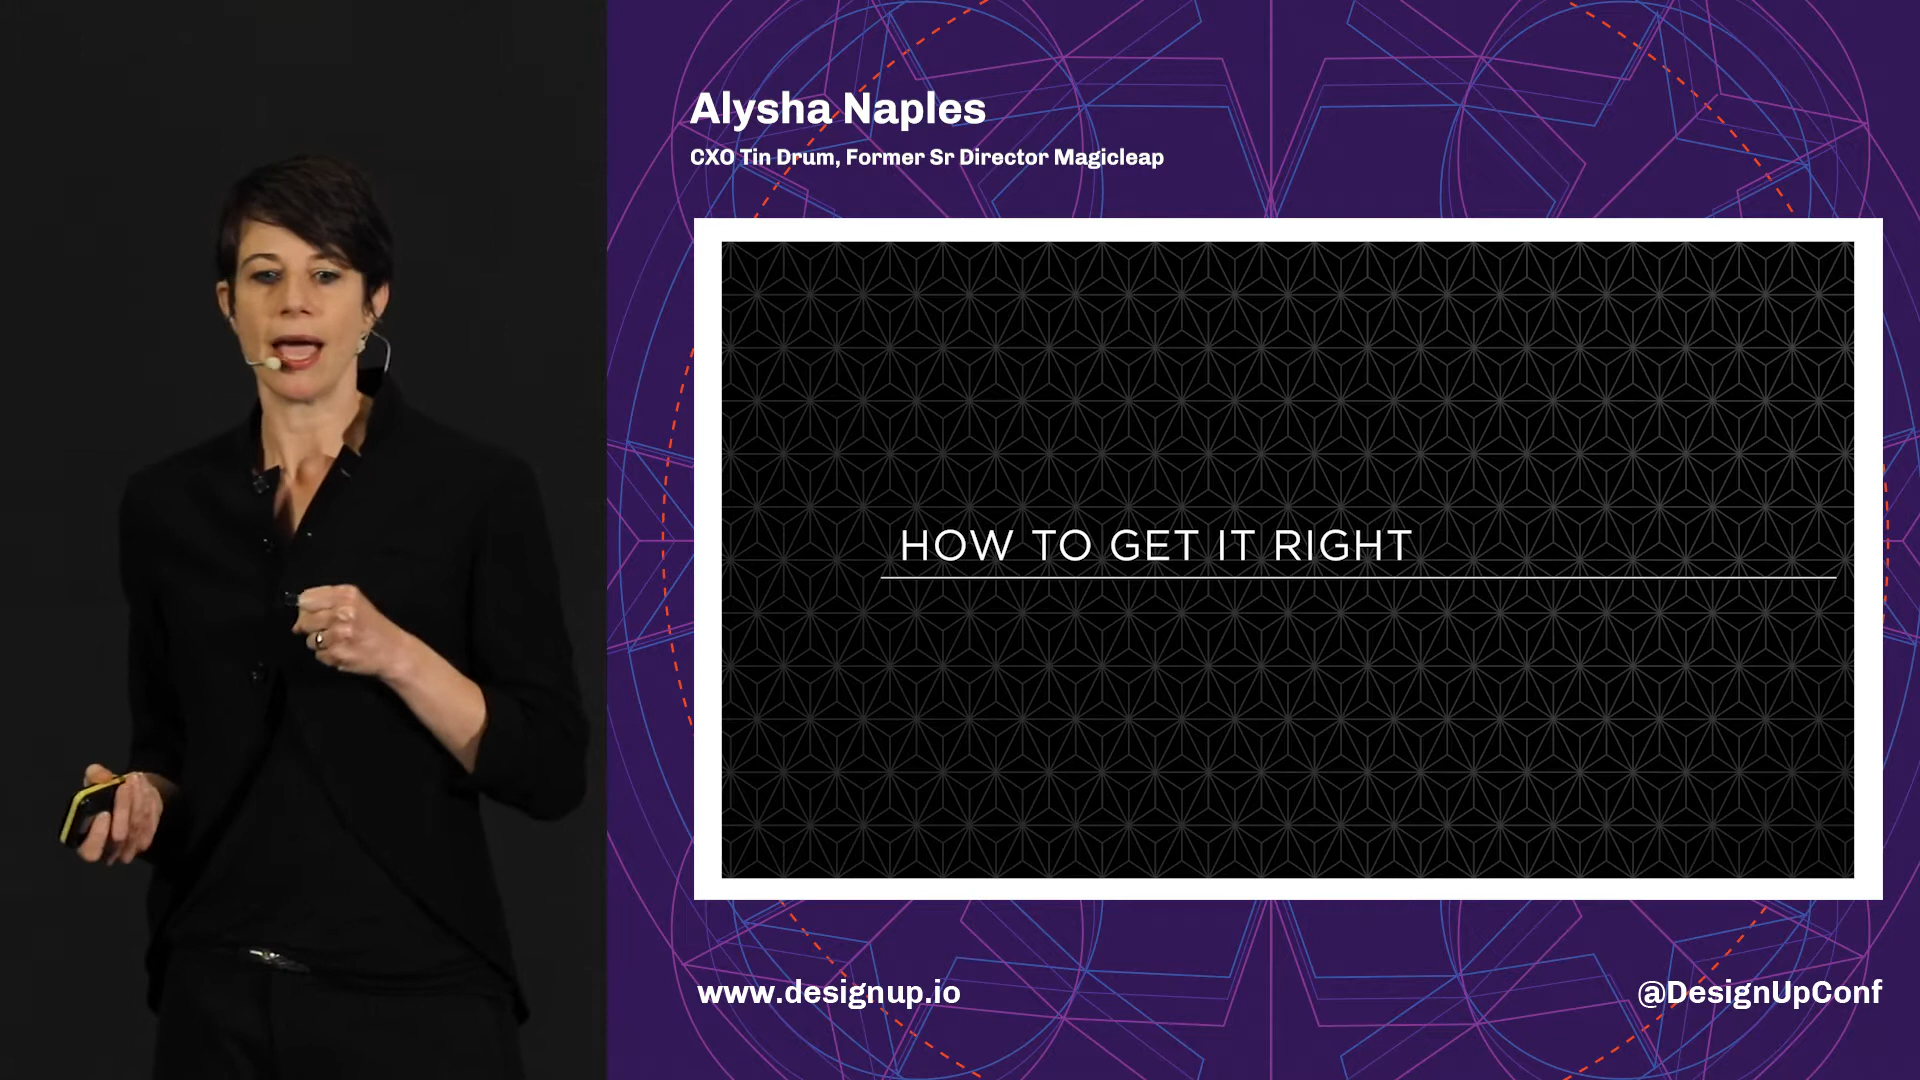 Alysha Naples
CXO Tin Drum, Former Sr Director Magicleap
HOW TO GET IT RIGHT
www.designup.io
@DesignUpConf